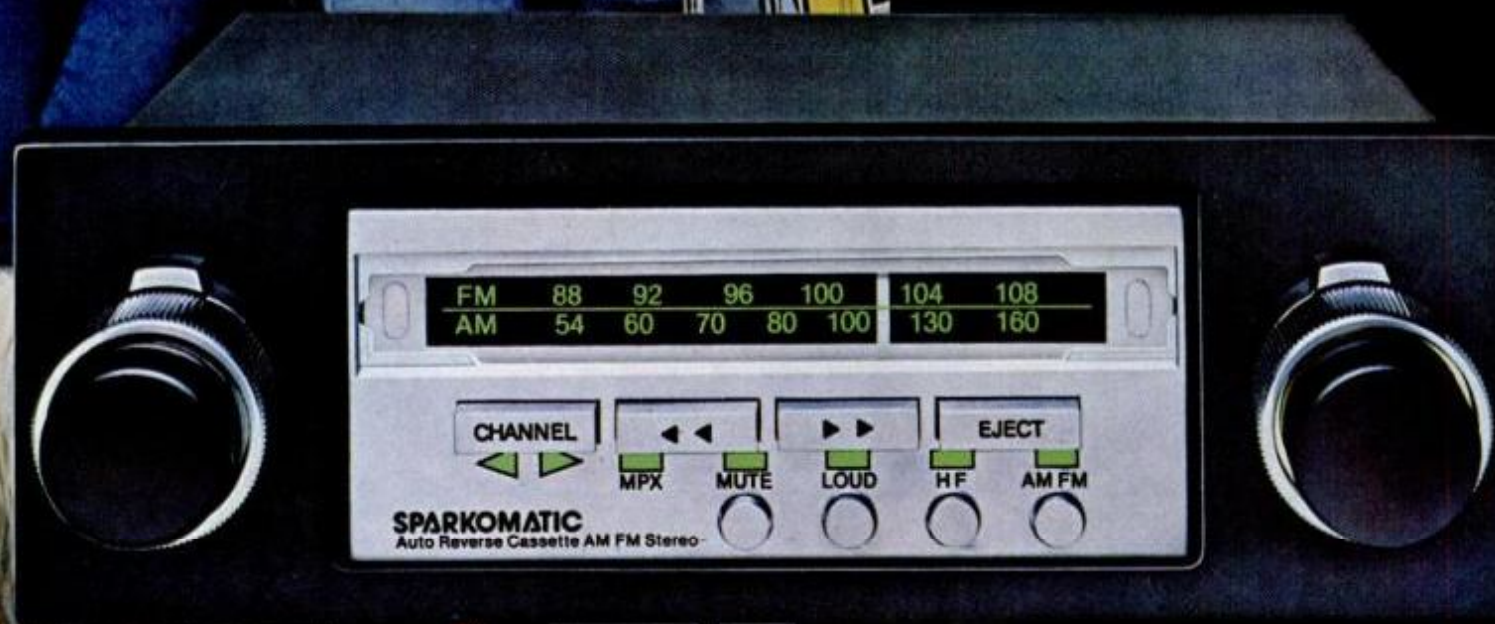 FM 88 92 96 100 104 108
AM 54 60 70 80 100 130 160
CHANNEL ◄ ◄ ► ► EJECT
MPX MUTE LOUD HF AM FM
SPARKOMATIC
Auto Reverse Cassette AM FM Stereo